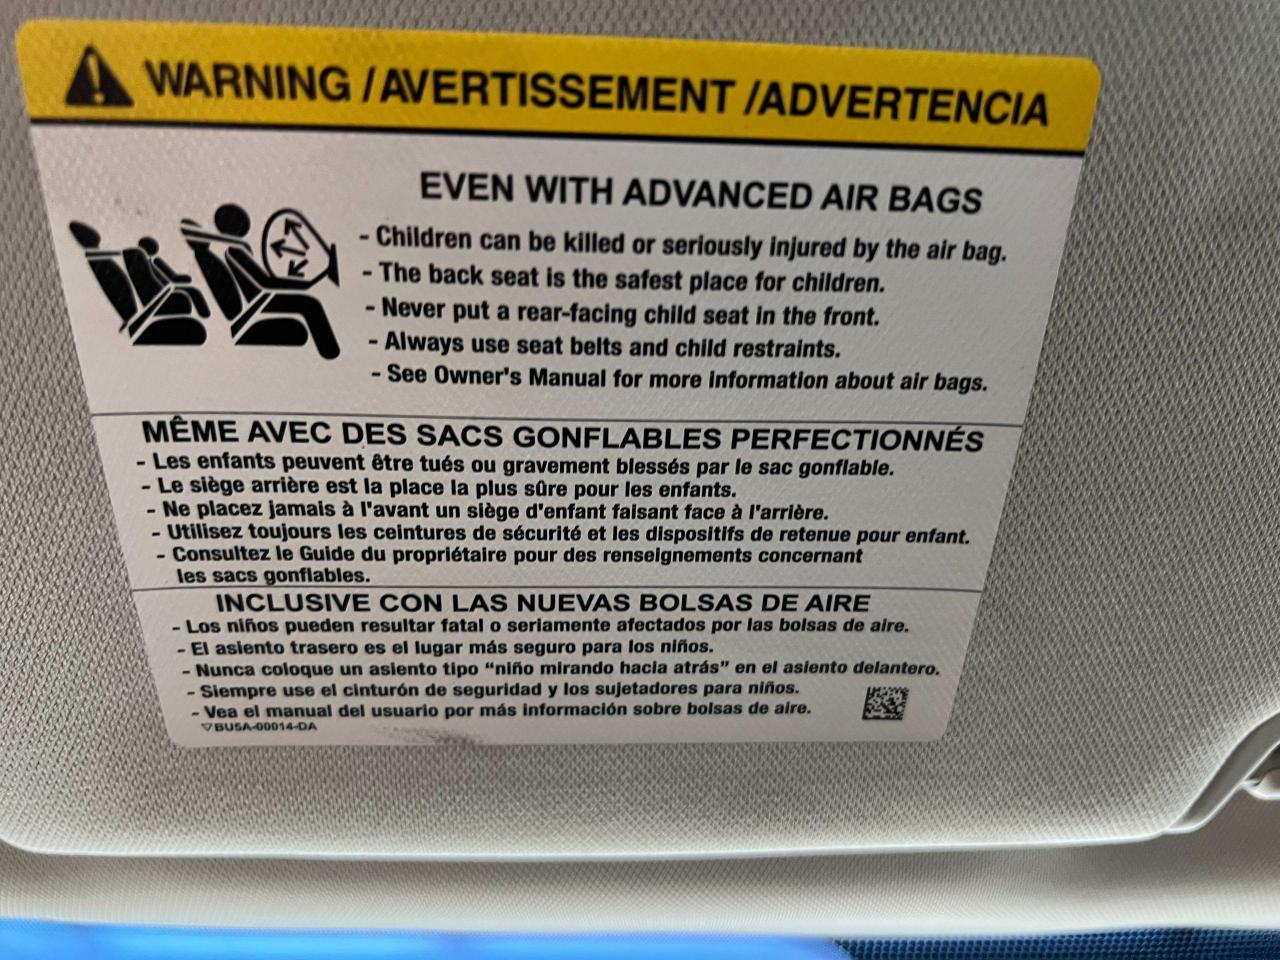 WARNING / AVERTISSEMENT / ADVERTENCIA
EVEN WITH ADVANCED AIR BAGS
- Children can be killed or seriously injured by the air bag.
- The back seat is the safest place for children.
- Never put a rear-facing child seat in the front.
- Always use seat belts and child restraints.
- See Owner's Manual for more information about air bags.
MÊME AVEC DES SACS GONFLABLES PERFECTIONNÉS
- Les enfants peuvent être tués ou gravement blessés par le sac gonflable.
- Le siège arrière est la place la plus sûre pour les enfants.
- Ne placez jamais à l'avant un siège d'enfant faisant face à l'arrière.
- Utilisez toujours les ceintures de sécurité et les dispositifs de retenue pour enfant.
- Consultez le Guide du propriétaire pour des renseignements concernant
les sacs gonflables.
INCLUSIVE CON LAS NUEVAS BOLSAS DE AIRE
- Los niños pueden resultar fatal o seriamente afectados por las bolsas de aire.
- El asiento trasero es el lugar más seguro para los niños.
- Nunca coloque un asiento tipo “niño mirando hacia atrás” en el asiento delantero.
- Siempre use el cinturón de seguridad y los sujetadores para niños.
- Vea el manual del usuario por más información sobre bolsas de aire.
▽BU5A-00014-DA